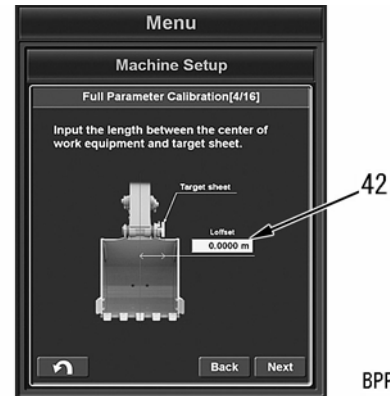 Menu
Machine Setup
Full Parameter Calibration[4/16]
Input the length between the center of
work equipment and target sheet.
Target sheet
Loffset
0.0000 m
42
Back
Next